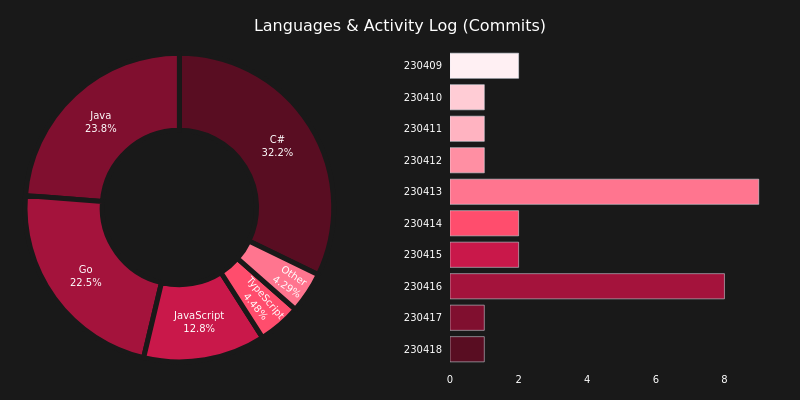 Languages & Activity Log (Commits)
Java
23.8%
C#
32.2%
Go
22.5%
JavaScript
12.8%
TypeScript
4.48%
Other
4.29%
230409
230410
230411
230412
230413
230414
230415
230416
230417
230418
0 2 4 6 8